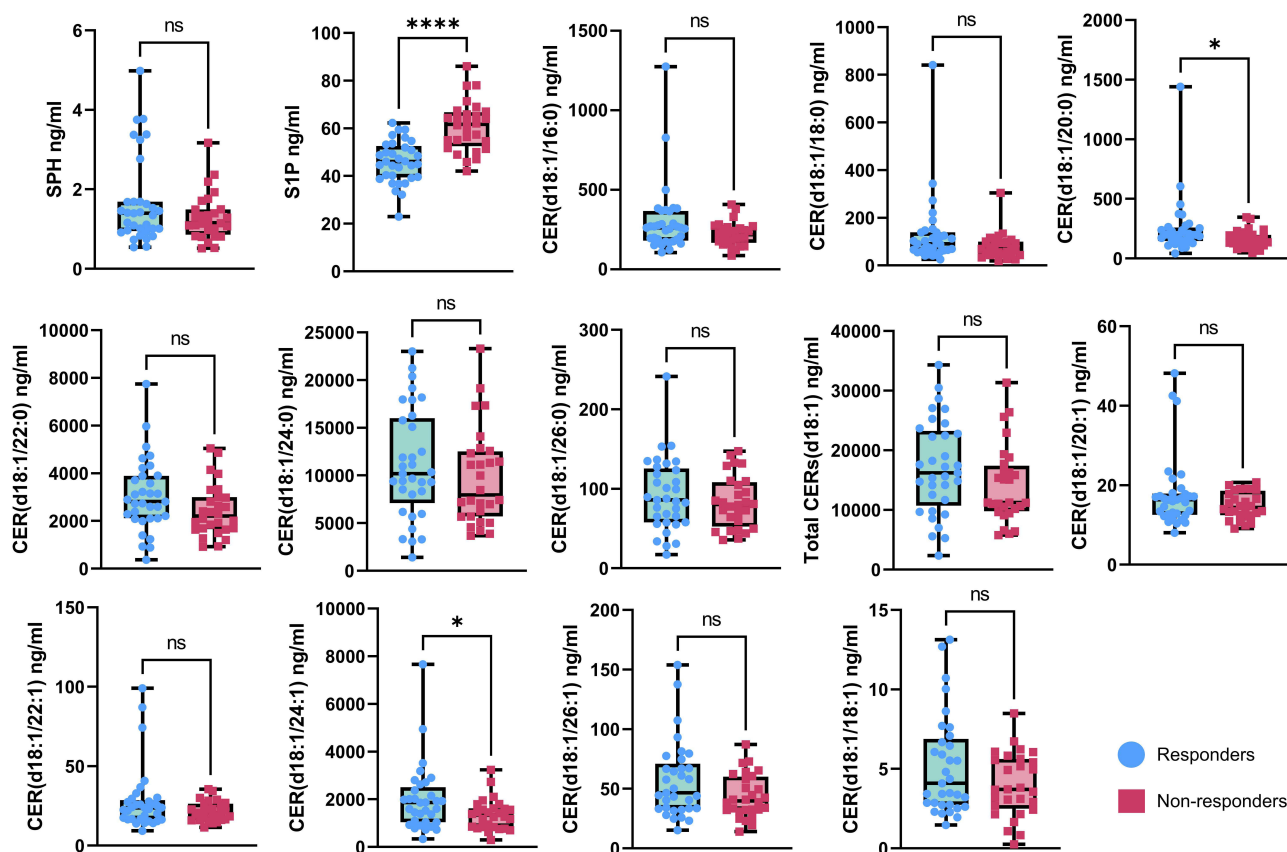 SPH ng/ml
6
4
2
0
ns
S1P ng/ml
100
80
60
40
20
0
****
CER(d18:1/16:0) ng/ml
1500
1000
500
0
ns
CER(d18:1/18:0) ng/ml
1000
800
600
400
200
0
ns
CER(d18:1/20:0) ng/ml
2000
1500
1000
500
0
*
CER(d18:1/22:0) ng/ml
10000
8000
6000
4000
2000
0
ns
CER(d18:1/24:0) ng/ml
25000
20000
15000
10000
5000
0
ns
CER(d18:1/26:0) ng/ml
300
200
100
0
ns
Total CERs(d18:1) ng/ml
40000
30000
20000
10000
0
ns
CER(d18:1/20:1) ng/ml
60
40
20
0
ns
CER(d18:1/22:1) ng/ml
150
100
50
0
ns
CER(d18:1/24:1) ng/ml
10000
8000
6000
4000
2000
0
*
CER(d18:1/26:1) ng/ml
200
150
100
50
0
ns
CER(d18:1/18:1) ng/ml
15
10
5
0
ns
Responders
Non-responders